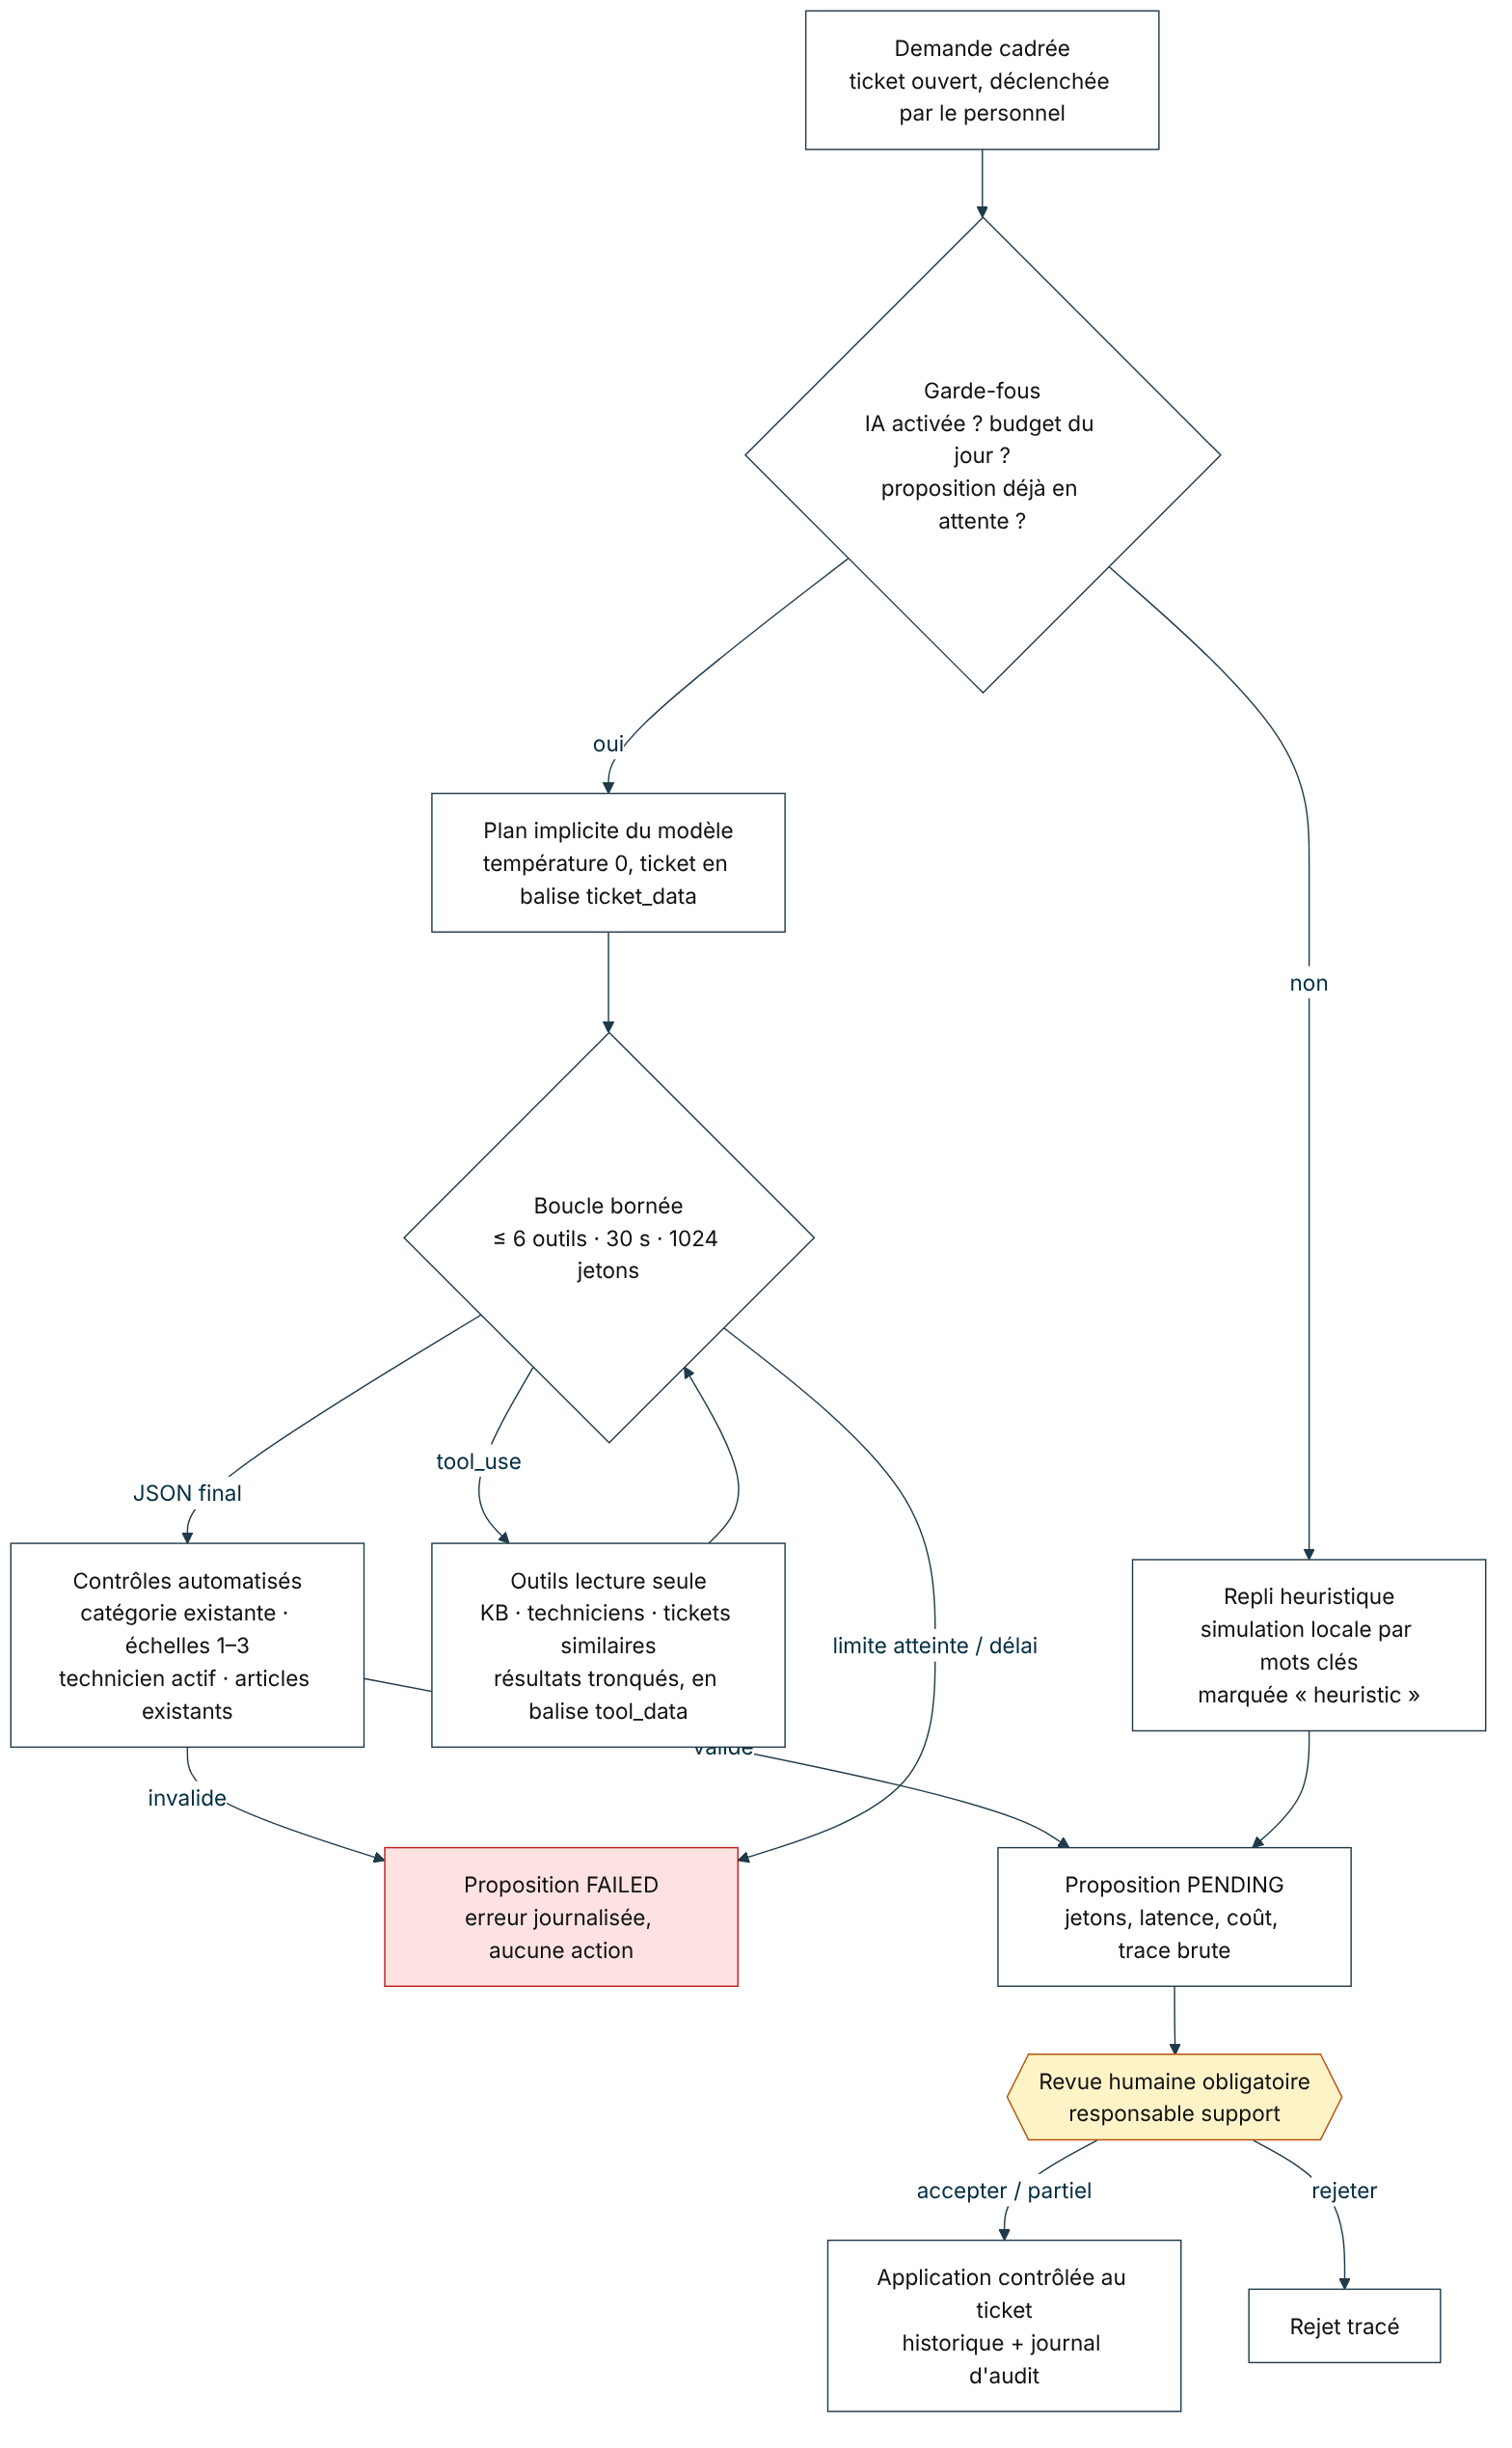 Demande cadrée
ticket ouvert, déclenchée
par le personnel
Garde-fous
IA activée ? budget du
jour ?
proposition déjà en
attente ?
oui
non
Plan implicite du modèle
température 0, ticket en
balise ticket_data
Boucle bornée
≤ 6 outils · 30 s · 1024
jetons
JSON final
tool_use
limite atteinte / délai
Contrôles automatisés
catégorie existante ·
échelles 1–3
technicien actif · articles
existants
Outils lecture seule
KB · techniciens · tickets
similaires
résultats tronqués, en
balise tool_data
Repli heuristique
simulation locale par
mots clés
marquée « heuristic »
valide
invalide
Proposition FAILED
erreur journalisée,
aucune action
Proposition PENDING
jetons, latence, coût,
trace brute
Revue humaine obligatoire
responsable support
accepter / partiel
rejeter
Application contrôlée au
ticket
historique + journal
d'audit
Rejet tracé